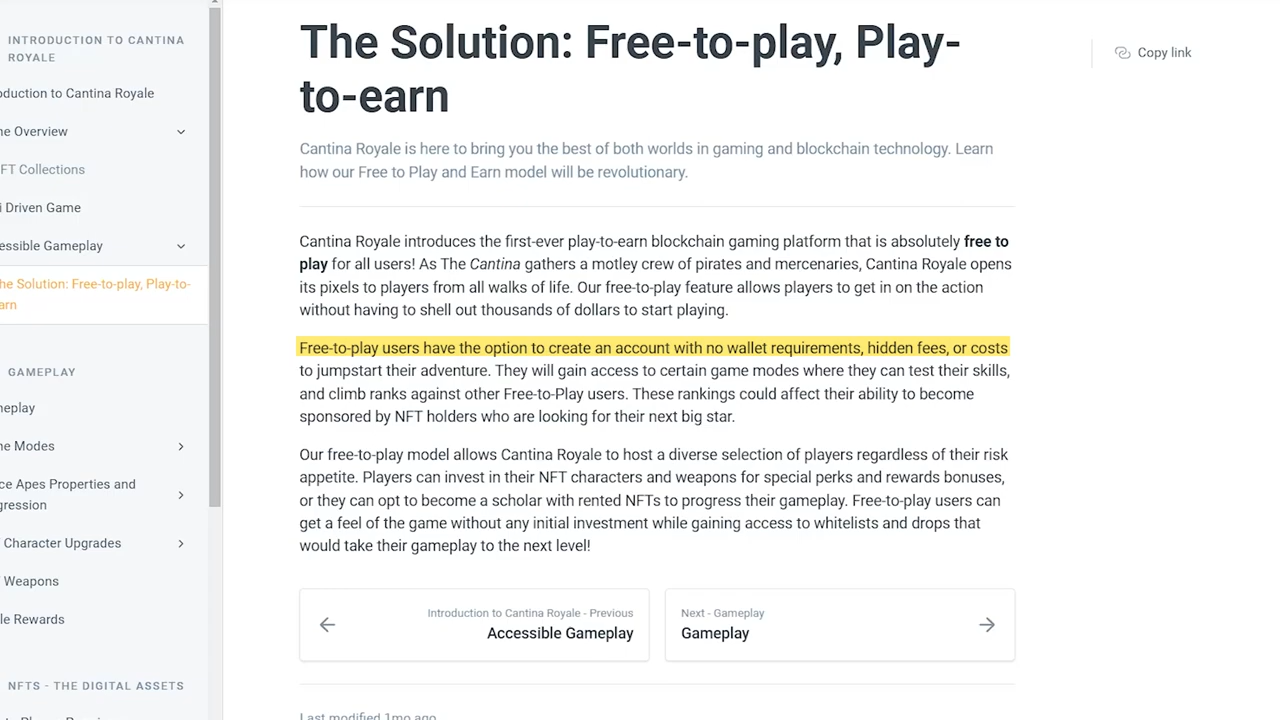 INTRODUCTION TO CANTINA
ROYALE
oduction to Cantina Royale
ne Overview
FT Collections
i Driven Game
essible Gameplay
he Solution: Free-to-play, Play-to-
arn
GAMEPLAY
neplay
ne Modes
ce Apes Properties and
gression
Character Upgrades
Weapons
le Rewards
NFTS - THE DIGITAL ASSETS
The Solution: Free-to-play, Play-
to-earn
Copy link
Cantina Royale is here to bring you the best of both worlds in gaming and blockchain technology. Learn
how our Free to Play and Earn model will be revolutionary.
Cantina Royale introduces the first-ever play-to-earn blockchain gaming platform that is absolutely free to
play for all users! As The Cantina gathers a motley crew of pirates and mercenaries, Cantina Royale opens
its pixels to players from all walks of life. Our free-to-play feature allows players to get in on the action
without having to shell out thousands of dollars to start playing.
Free-to-play users have the option to create an account with no wallet requirements, hidden fees, or costs
to jumpstart their adventure. They will gain access to certain game modes where they can test their skills,
and climb ranks against other Free-to-Play users. These rankings could affect their ability to become
sponsored by NFT holders who are looking for their next big star.
Our free-to-play model allows Cantina Royale to host a diverse selection of players regardless of their risk
appetite. Players can invest in their NFT characters and weapons for special perks and rewards bonuses,
or they can opt to become a scholar with rented NFTs to progress their gameplay. Free-to-play users can
get a feel of the game without any initial investment while gaining access to whitelists and drops that
would take their gameplay to the next level!
Introduction to Cantina Royale - Previous
Accessible Gameplay
Next - Gameplay
Gameplay
Last modified 1mo ago